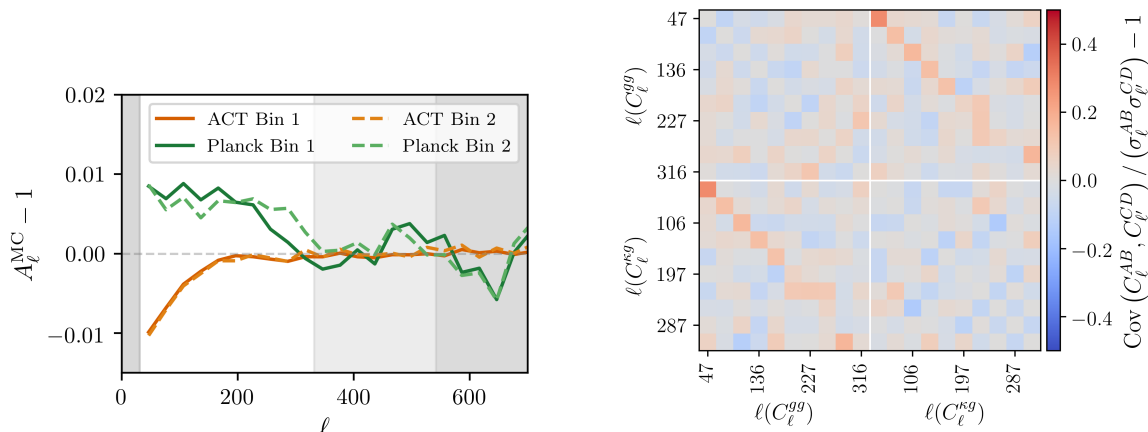 0.02
0.01
0.00
−0.01
A_ℓ^MC − 1
ACT Bin 1
Planck Bin 1
ACT Bin 2
Planck Bin 2
0
200
400
600
ℓ
47
136
227
316
ℓ(C_ℓ^gg)
106
197
287
ℓ(C_ℓ^κg)
47
136
227
316
106
197
287
ℓ(C_ℓ^gg)
ℓ(C_ℓ^κg)
0.4
0.2
0.0
−0.2
−0.4
Cov (C_ℓ^AB, C_ℓ′^CD) / (σ_ℓ^AB σ_ℓ′^CD) − 1